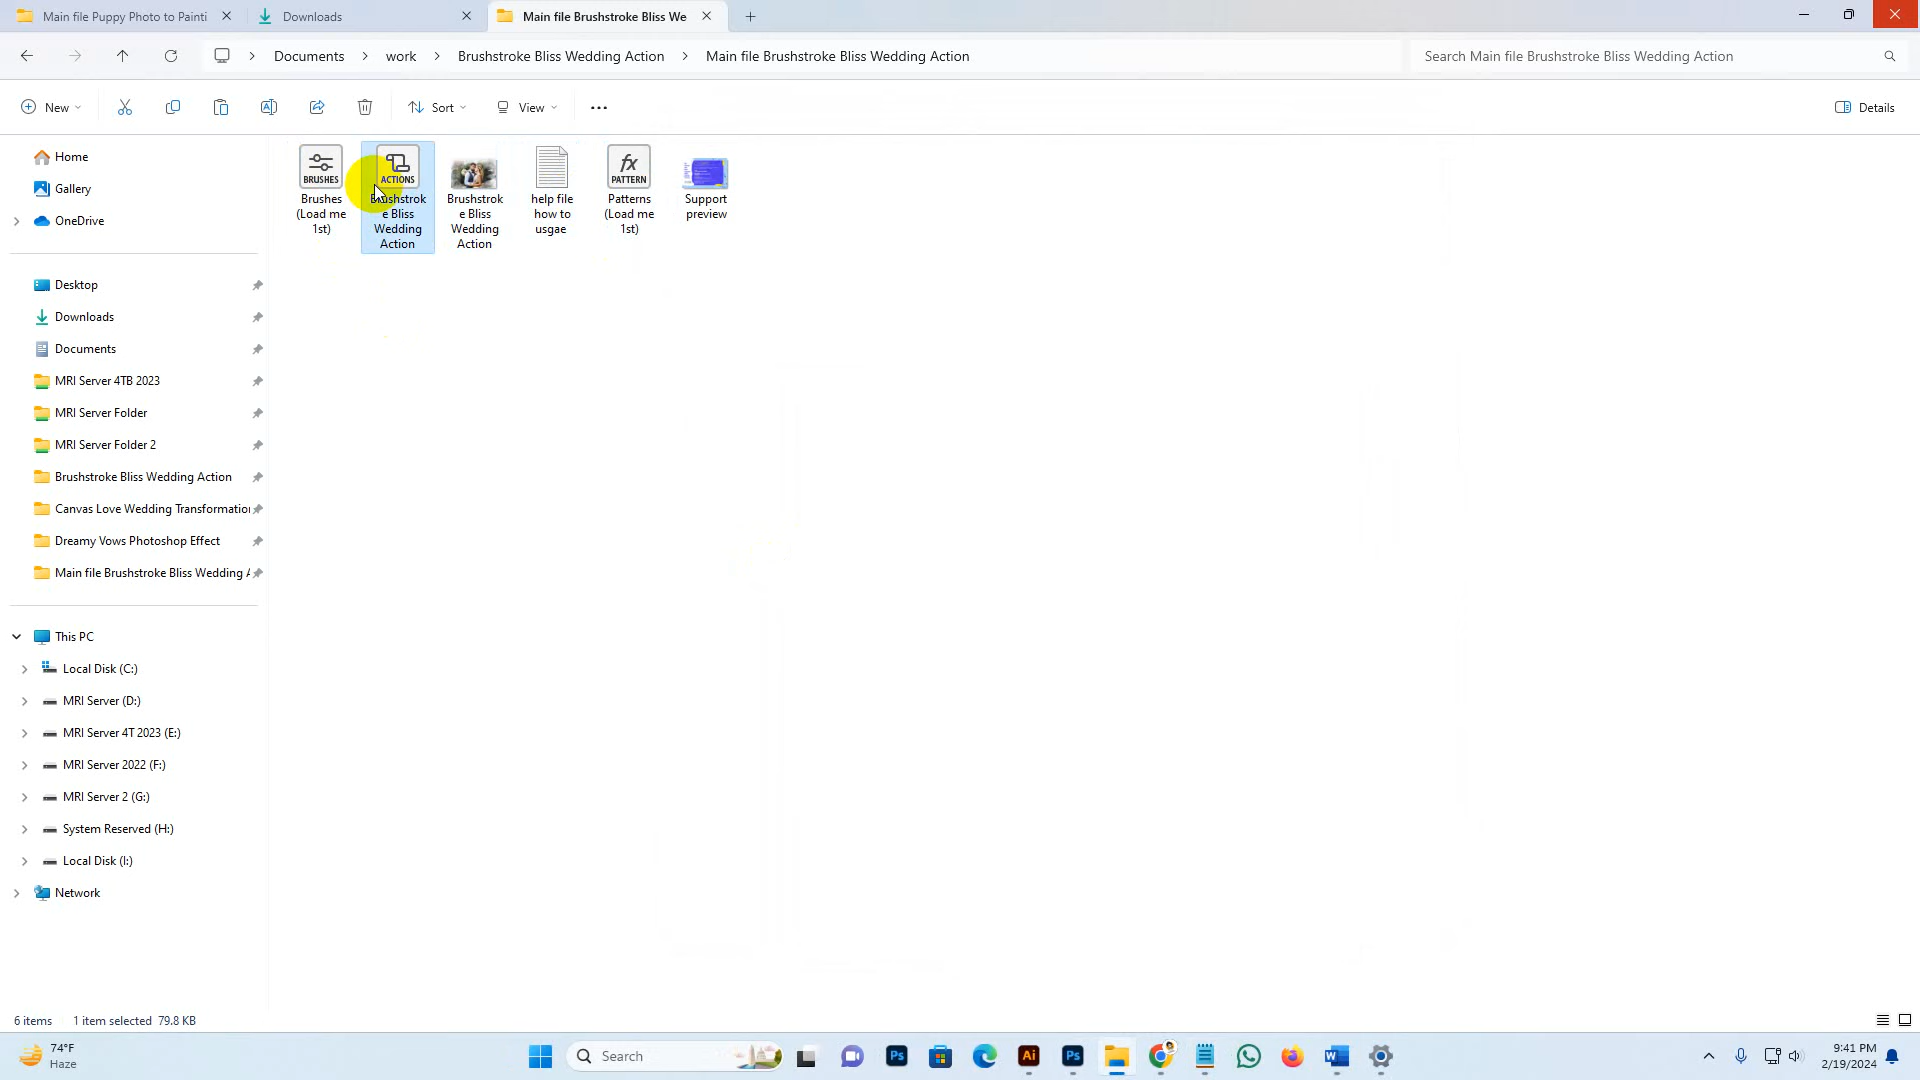 Main file Puppy Photo to Painti
Downloads
Main file Brushstroke Bliss We
Documents
work
Brushstroke Bliss Wedding Action
Main file Brushstroke Bliss Wedding Action
Search Main file Brushstroke Bliss Wedding Action
New
Sort
View
Details
Home
Gallery
OneDrive
Desktop
Downloads
Documents
MRI Server 4TB 2023
MRI Server Folder
MRI Server Folder 2
Brushstroke Bliss Wedding Action
Canvas Love Wedding Transformation
Dreamy Vows Photoshop Effect
Main file Brushstroke Bliss Wedding A
This PC
Local Disk (C:)
MRI Server (D:)
MRI Server 4T 2023 (E:)
MRI Server 2022 (F:)
MRI Server 2 (G:)
System Reserved (H:)
Local Disk (I:)
Network
BRUSHES
Brushes
(Load me
1st)
ACTIONS
Brushstrok
e Bliss
Wedding
Action
Brushstrok
e Bliss
Wedding
Action
help file
how to
usgae
fx
PATTERN
Patterns
(Load me
1st)
Support
preview
6 items
1 item selected 79.8 KB
74°F
Haze
Search
Ps
Ai
Ps
W
9:41 PM
2/19/2024